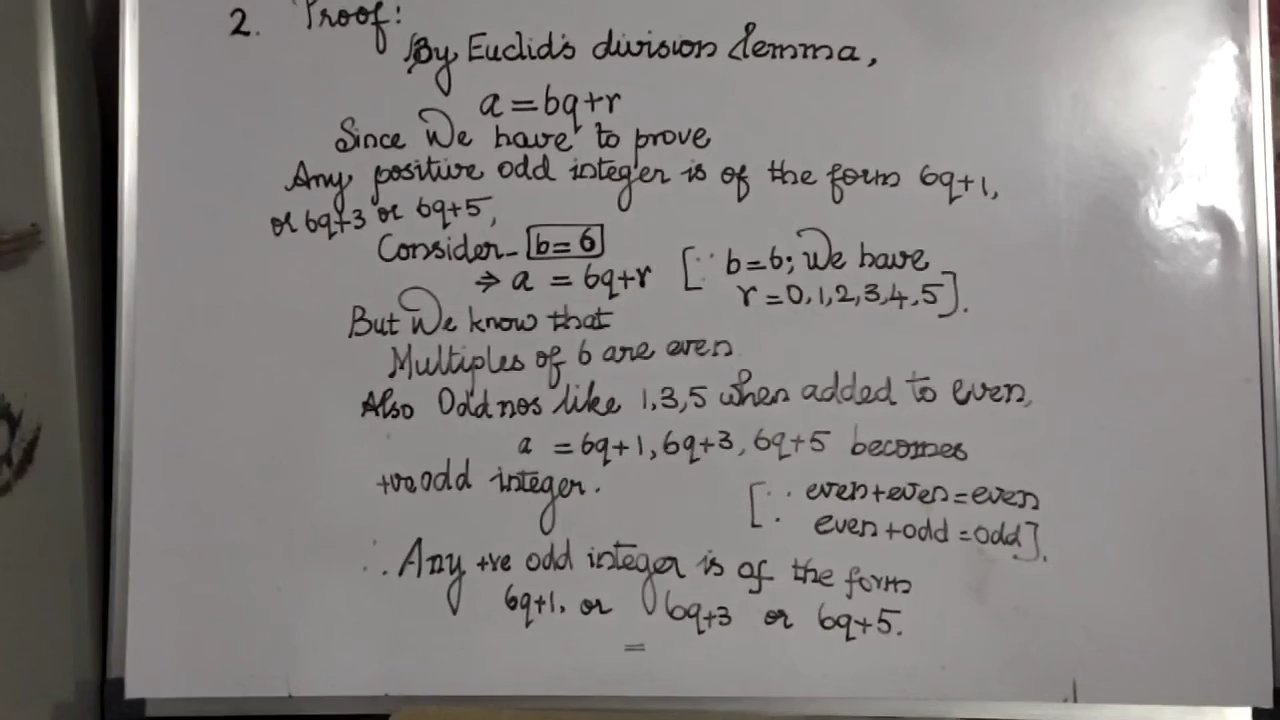 2. Proof:
By Euclid's division lemma,
a = bq+r
Since We have to prove
Any positive odd integer is of the form 6q+1,
or 6q+3 or 6q+5,
Consider- b=6
⇒ a = 6q+r [∵ b=6; We have
r=0,1,2,3,4,5].
But We know that
Multiples of 6 are even
Also Odd nos like 1,3,5 when added to even,
a = 6q+1, 6q+3, 6q+5 becomes
+ve odd integer. [∵ even+even=even
even+odd=odd].
∴ Any +ve odd integer is of the form
6q+1, or 6q+3 or 6q+5.